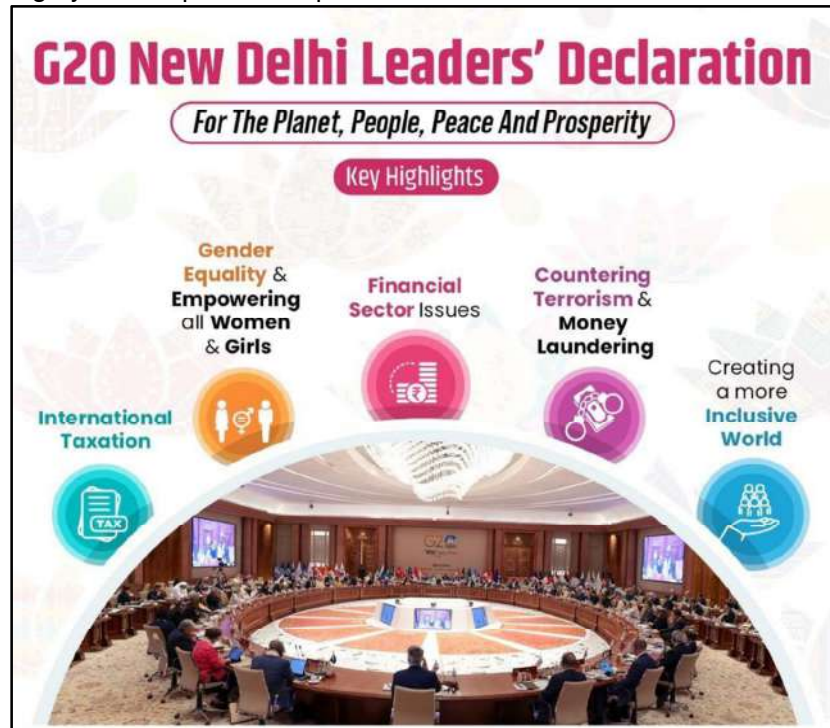 G20 New Delhi Leaders' Declaration
For The Planet, People, Peace And Prosperity
Key Highlights
International
Taxation
TAX
Gender
Equality &
Empowering
all Women
& Girls
Financial
Sector Issues
Countering
Terrorism &
Money
Laundering
Creating
a more
Inclusive
World